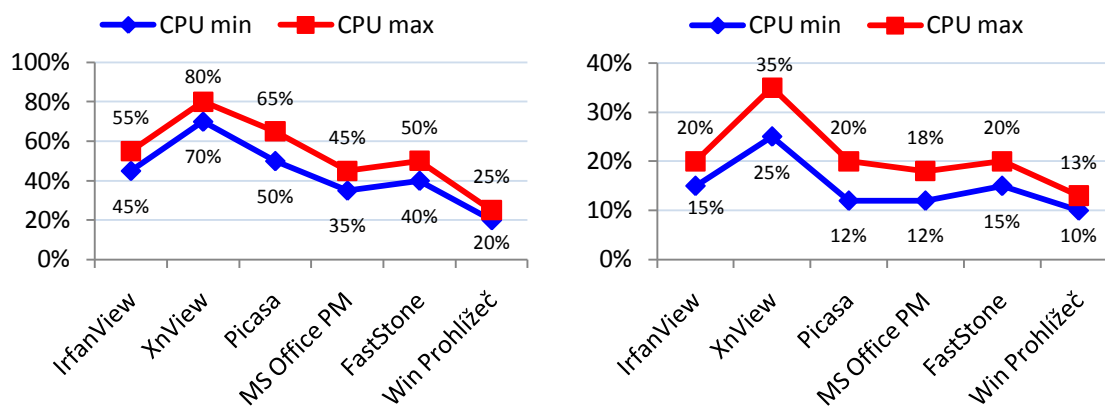 CPU min CPU max
100%
80%
60%
40%
20%
0%
55%
80%
65%
45%
50%
25%
45%
70%
50%
35%
40%
20%
IrfanView
XnView
Picasa
MS Office PM
FastStone
Win Prohlížeč
CPU min CPU max
40%
30%
20%
10%
0%
20%
35%
20%
18%
20%
13%
15%
25%
12%
12%
15%
10%
IrfanView
XnView
Picasa
MS Office PM
FastStone
Win Prohlížeč